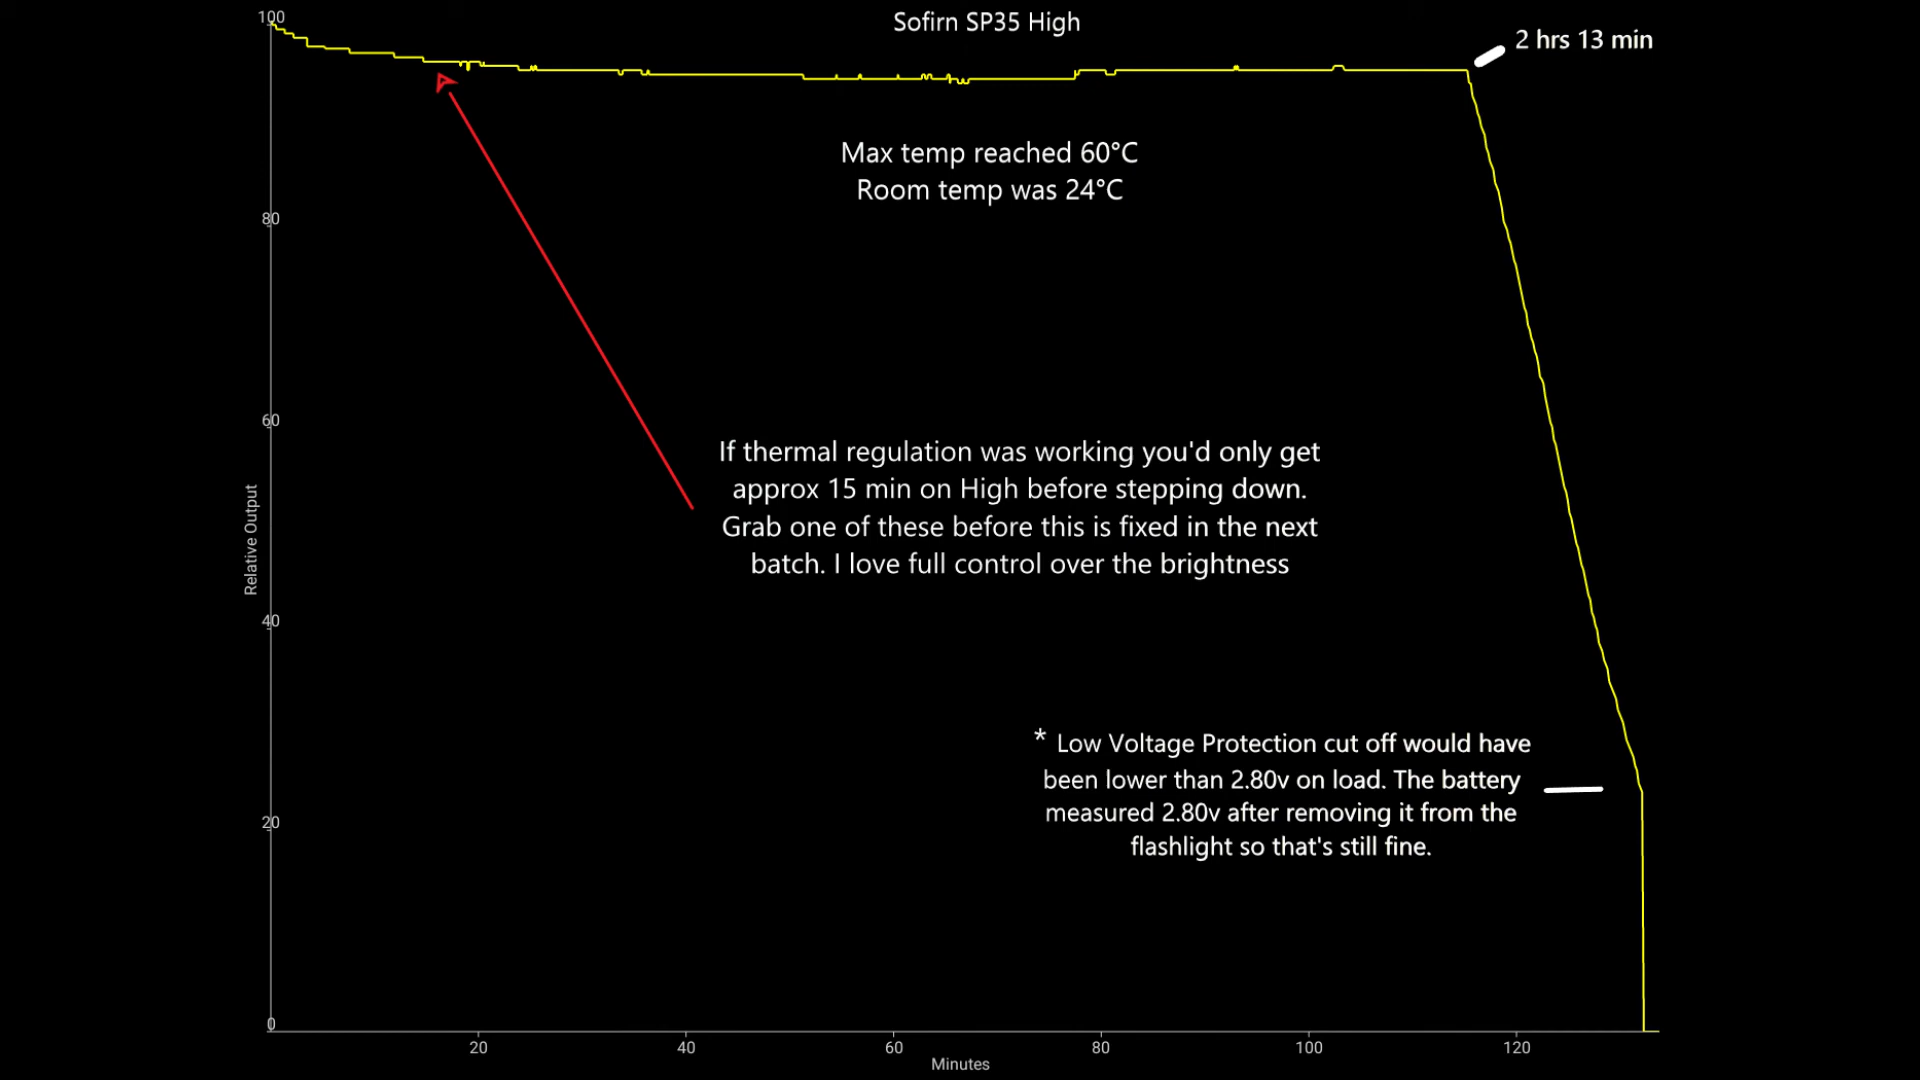 Sofirn SP35 High
2 hrs 13 min
Max temp reached 60°C
Room temp was 24°C
If thermal regulation was working you'd only get
approx 15 min on High before stepping down.
Grab one of these before this is fixed in the next
batch. I love full control over the brightness
* Low Voltage Protection cut off would have
been lower than 2.80v on load. The battery
measured 2.80v after removing it from the
flashlight so that's still fine.
Relative Output
100
80
60
40
20
0
20 40 60 80 100 120
Minutes